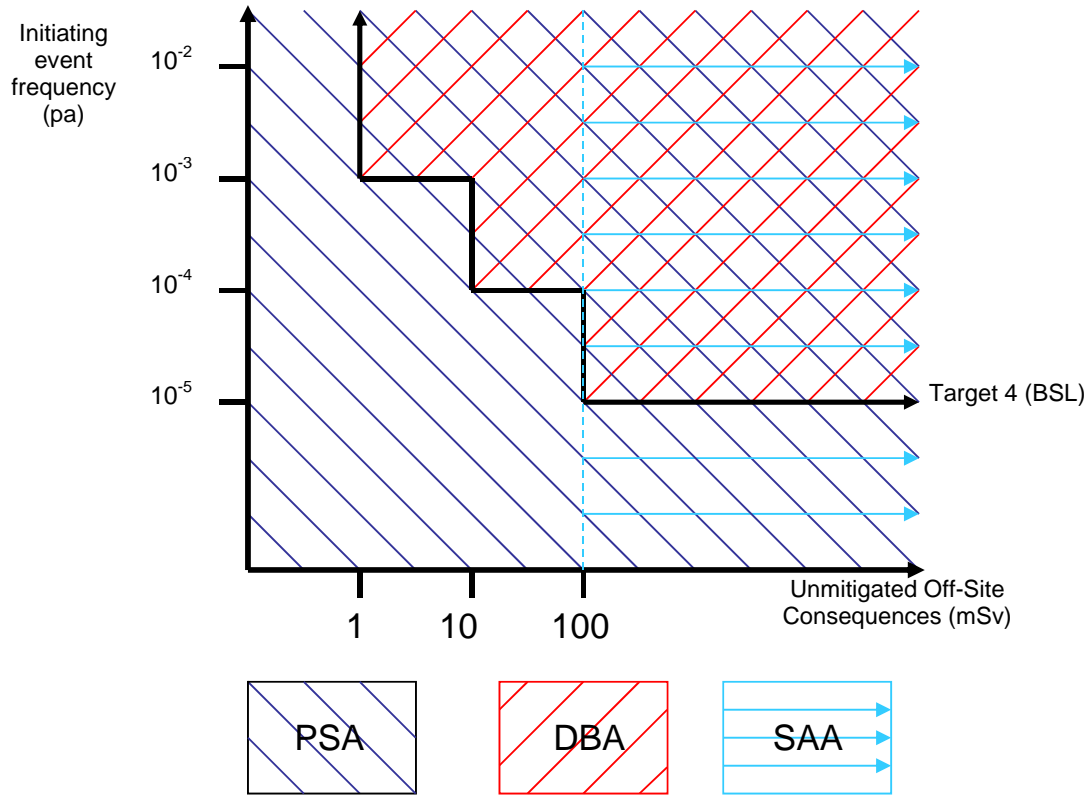 Initiating
event
frequency
(pa)
10-2
10-3
10-4
10-5
Target 4 (BSL)
Unmitigated Off-Site
Consequences (mSv)
1 10 100
PSA DBA SAA